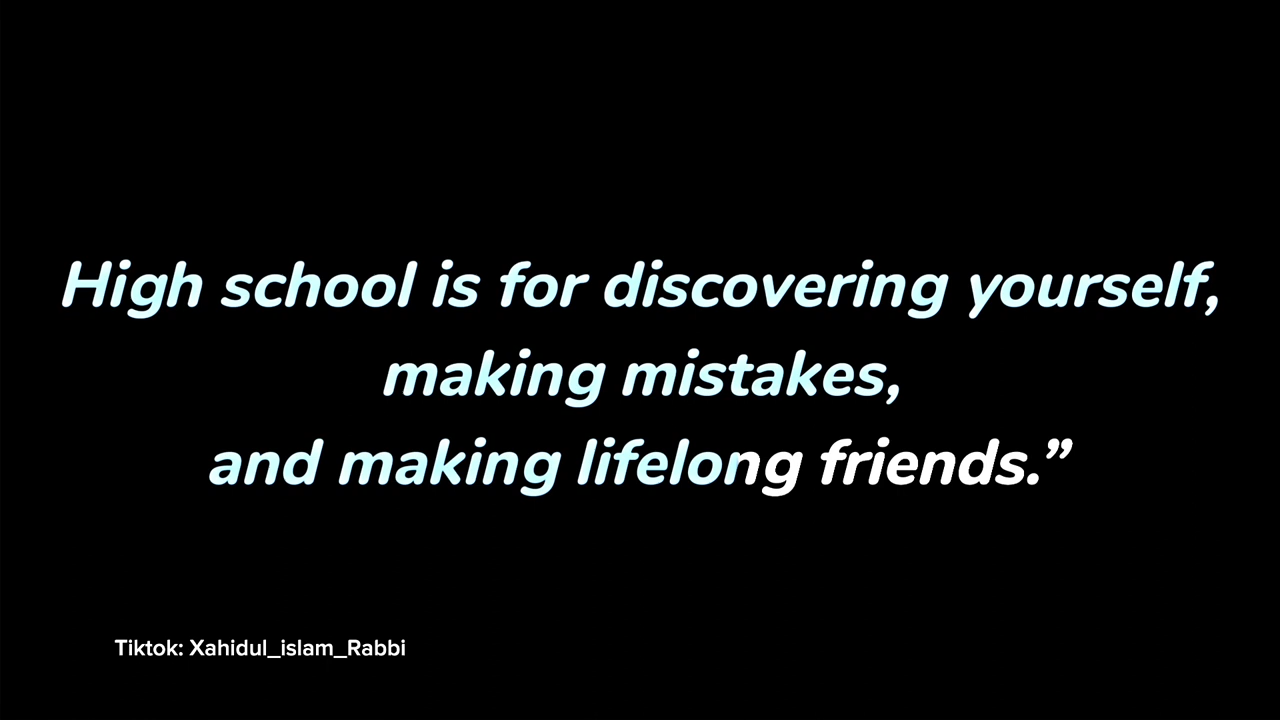 High school is for discovering yourself,
making mistakes,
and making lifelong friends.”
Tiktok: Xahidul_islam_Rabbi